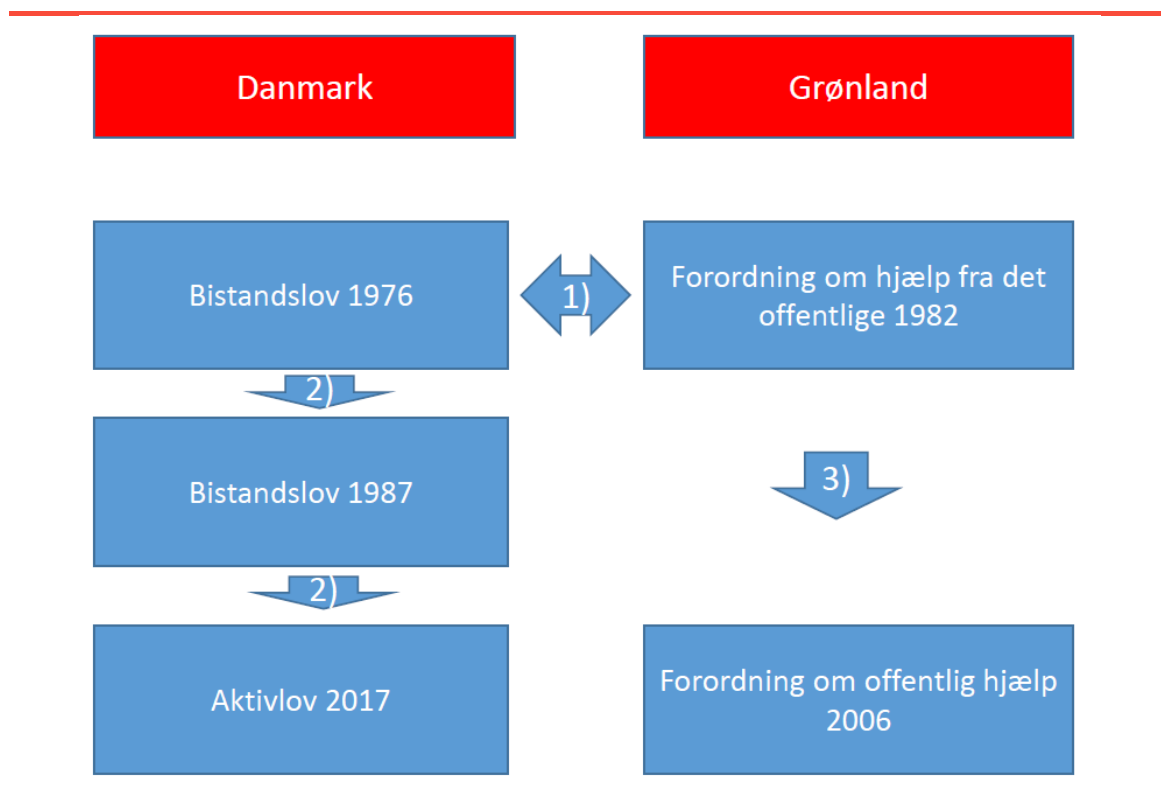 Danmark
Grønland
Bistandslov 1976
1)
Forordning om hjælp fra det
offentlige 1982
2)
Bistandslov 1987
3)
2)
Aktivlov 2017
Forordning om offentlig hjælp
2006